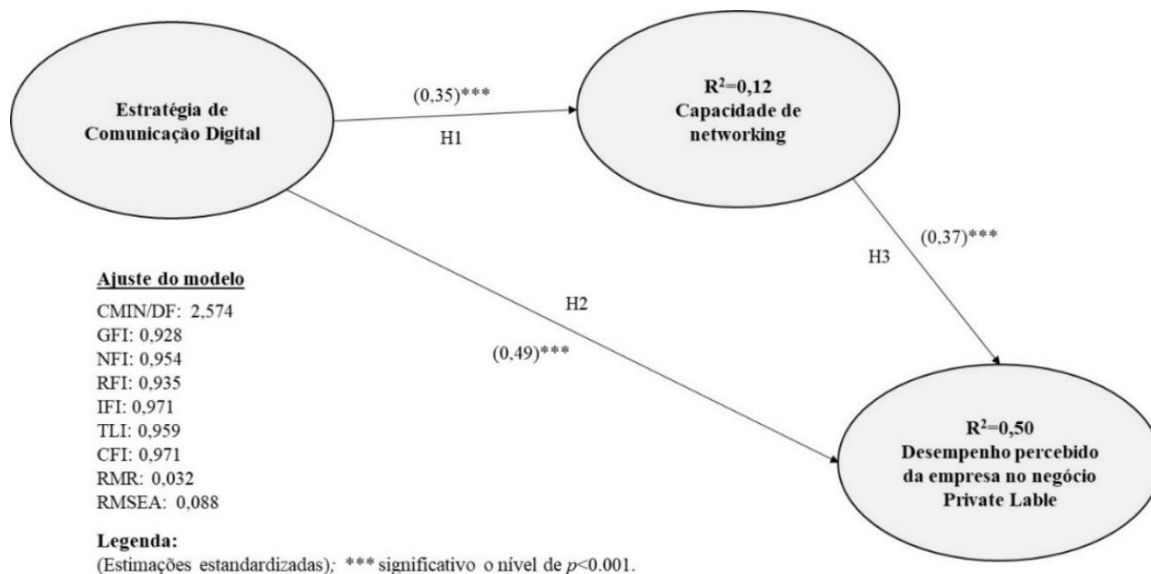 Estratégia de
Comunicação Digital
(0,35)***
H1
R²=0,12
Capacidade de
networking
(0,37)***
H3
H2
(0,49)***
R²=0,50
Desempenho percebido
da empresa no negócio
Private Lable
Ajuste do modelo
CMIN/DF: 2,574
GFI: 0,928
NFI: 0,954
RFI: 0,935
IFI: 0,971
TLI: 0,959
CFI: 0,971
RMR: 0,032
RMSEA: 0,088
Legenda:
(Estimações estandardizadas); *** significativo o nível de p<0.001.